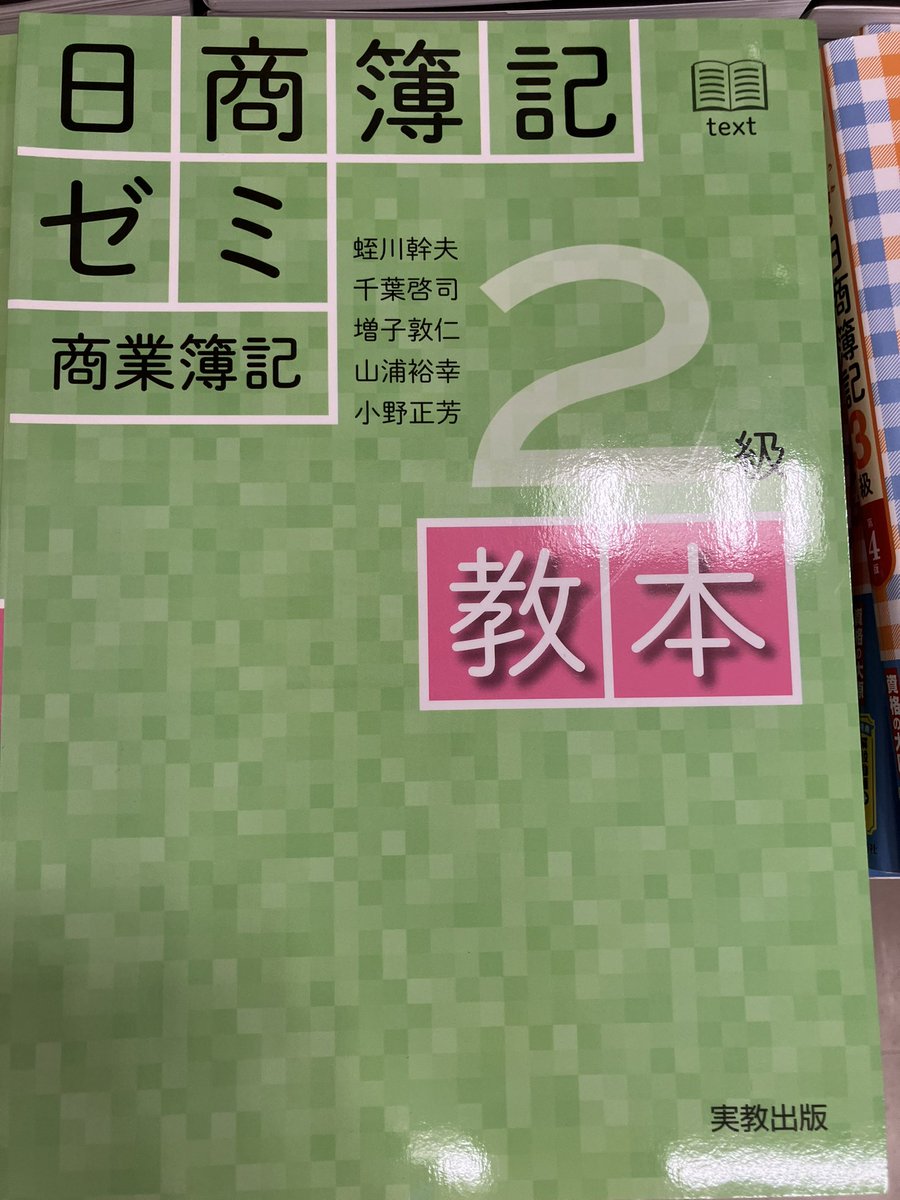 日商簿記
text
ゼミ
商業簿記
蛭川幹夫
千葉啓司
増子敦仁
山浦裕幸
小野正芳
2級
教本
実教出版
日商簿記3級
第4版